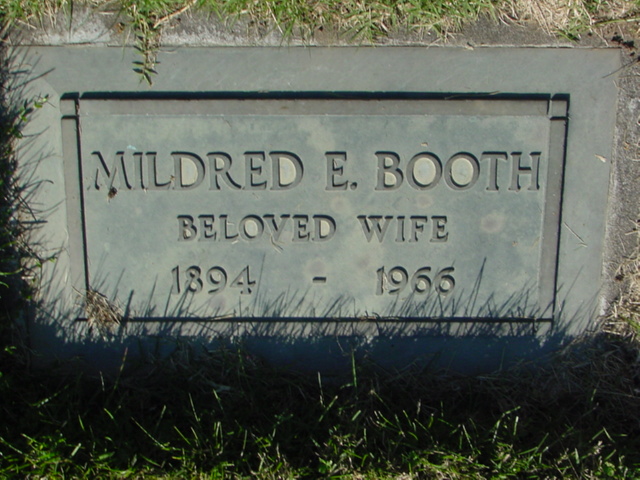 MILDRED E. BOOTH
BELOVED WIFE
1894 - 1966